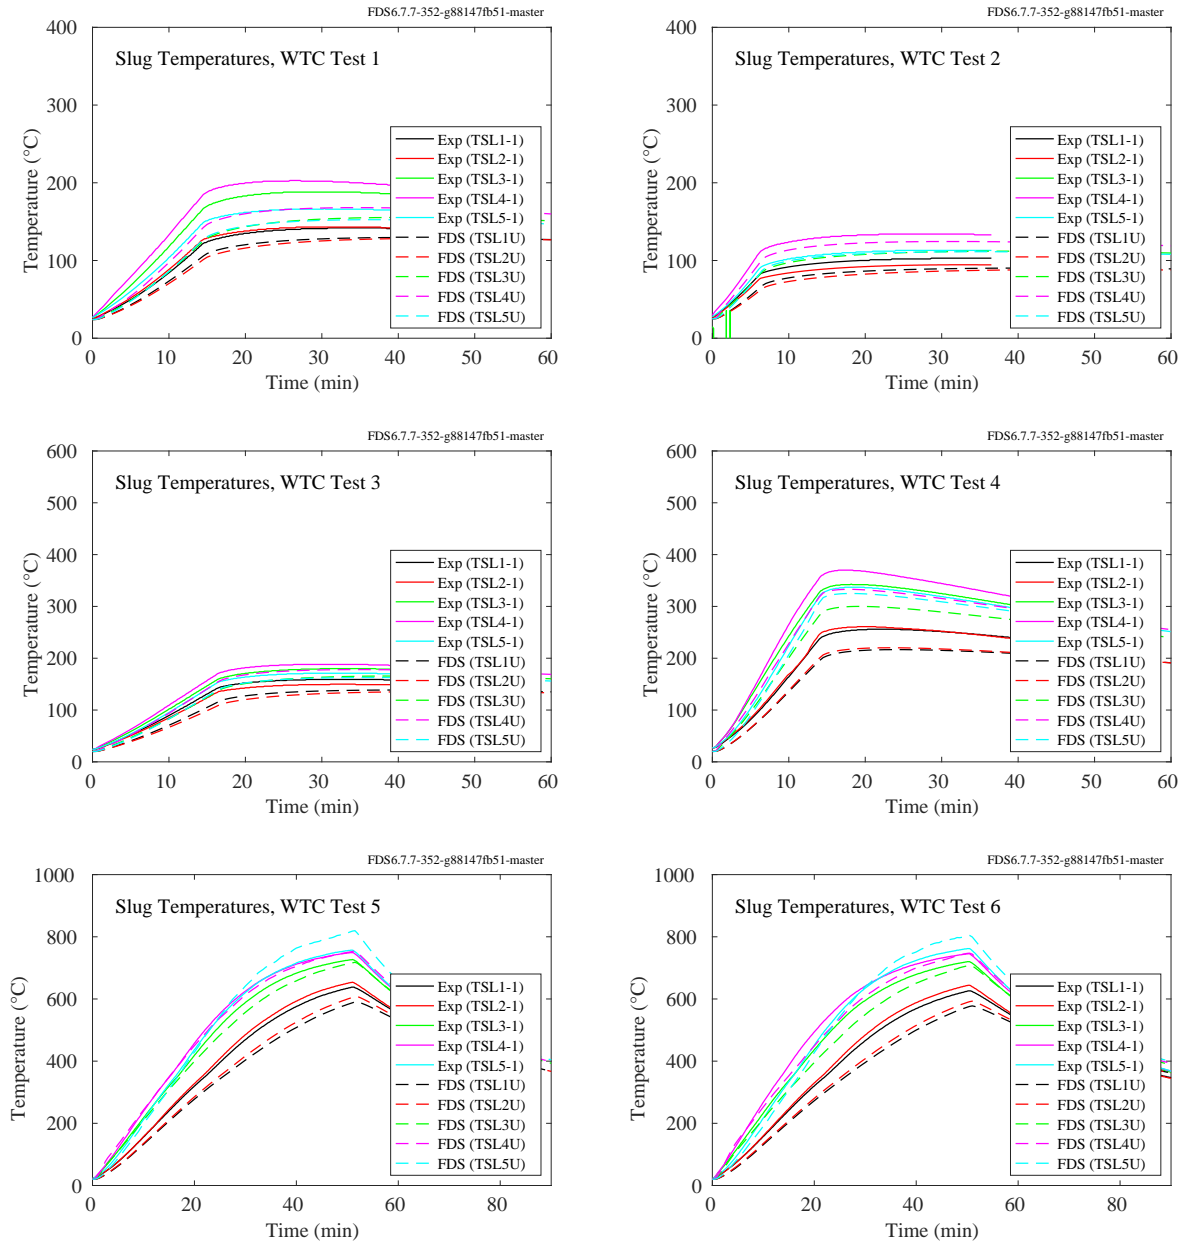 FDS6.7.7-352-g88147fb51-master
Slug Temperatures, WTC Test 1
Temperature (°C)
400
300
200
100
0
Exp (TSL1-1)
Exp (TSL2-1)
Exp (TSL3-1)
Exp (TSL4-1)
Exp (TSL5-1)
FDS (TSL1U)
FDS (TSL2U)
FDS (TSL3U)
FDS (TSL4U)
FDS (TSL5U)
0 10 20 30 40 50 60
Time (min)
FDS6.7.7-352-g88147fb51-master
Slug Temperatures, WTC Test 2
Temperature (°C)
400
300
200
100
0
Exp (TSL1-1)
Exp (TSL2-1)
Exp (TSL3-1)
Exp (TSL4-1)
Exp (TSL5-1)
FDS (TSL1U)
FDS (TSL2U)
FDS (TSL3U)
FDS (TSL4U)
FDS (TSL5U)
0 10 20 30 40 50 60
Time (min)
FDS6.7.7-352-g88147fb51-master
Slug Temperatures, WTC Test 3
Temperature (°C)
600
500
400
300
200
100
0
Exp (TSL1-1)
Exp (TSL2-1)
Exp (TSL3-1)
Exp (TSL4-1)
Exp (TSL5-1)
FDS (TSL1U)
FDS (TSL2U)
FDS (TSL3U)
FDS (TSL4U)
FDS (TSL5U)
0 10 20 30 40 50 60
Time (min)
FDS6.7.7-352-g88147fb51-master
Slug Temperatures, WTC Test 4
Temperature (°C)
600
500
400
300
200
100
0
Exp (TSL1-1)
Exp (TSL2-1)
Exp (TSL3-1)
Exp (TSL4-1)
Exp (TSL5-1)
FDS (TSL1U)
FDS (TSL2U)
FDS (TSL3U)
FDS (TSL4U)
FDS (TSL5U)
0 10 20 30 40 50 60
Time (min)
FDS6.7.7-352-g88147fb51-master
Slug Temperatures, WTC Test 5
Temperature (°C)
1000
800
600
400
200
0
Exp (TSL1-1)
Exp (TSL2-1)
Exp (TSL3-1)
Exp (TSL4-1)
Exp (TSL5-1)
FDS (TSL1U)
FDS (TSL2U)
FDS (TSL3U)
FDS (TSL4U)
FDS (TSL5U)
0 20 40 60 80
Time (min)
FDS6.7.7-352-g88147fb51-master
Slug Temperatures, WTC Test 6
Temperature (°C)
1000
800
600
400
200
0
Exp (TSL1-1)
Exp (TSL2-1)
Exp (TSL3-1)
Exp (TSL4-1)
Exp (TSL5-1)
FDS (TSL1U)
FDS (TSL2U)
FDS (TSL3U)
FDS (TSL4U)
FDS (TSL5U)
0 20 40 60 80
Time (min)